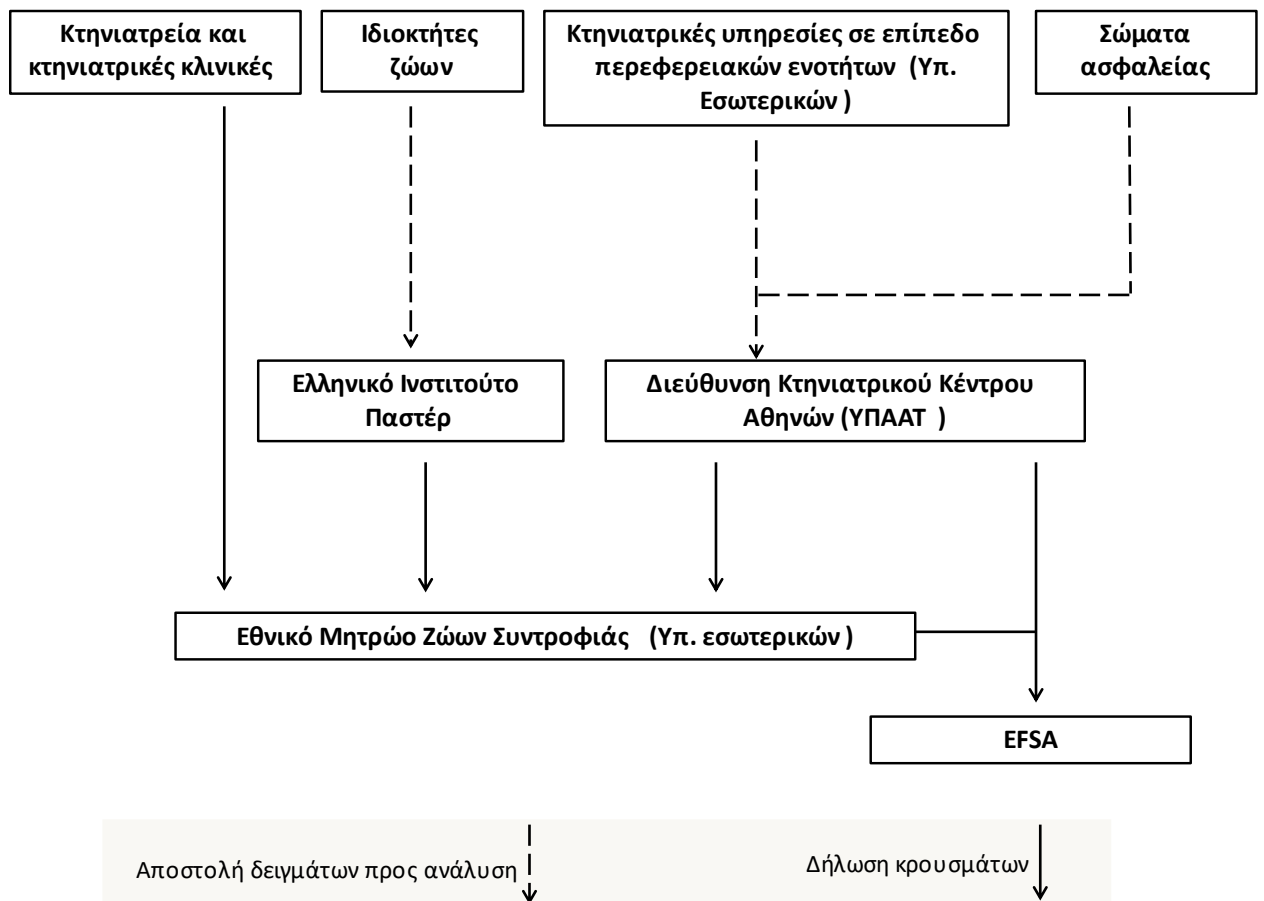 Κτηνιατρεία και
κτηνιατρικές κλινικές
Ιδιοκτήτες
ζώων
Κτηνιατρικές υπηρεσίες σε επίπεδο
περεφερειακών ενοτήτων (Υπ.
Εσωτερικών )
Σώματα
ασφαλείας
Ελληνικό Ινστιτούτο
Παστέρ
Διεύθυνση Κτηνιατρικού Κέντρου
Αθηνών (ΥΠΑΑΤ )
Εθνικό Μητρώο Ζώων Συντροφιάς (Υπ. εσωτερικών )
EFSA
Αποστολή δειγμάτων προς ανάλυση
Δήλωση κρουσμάτων